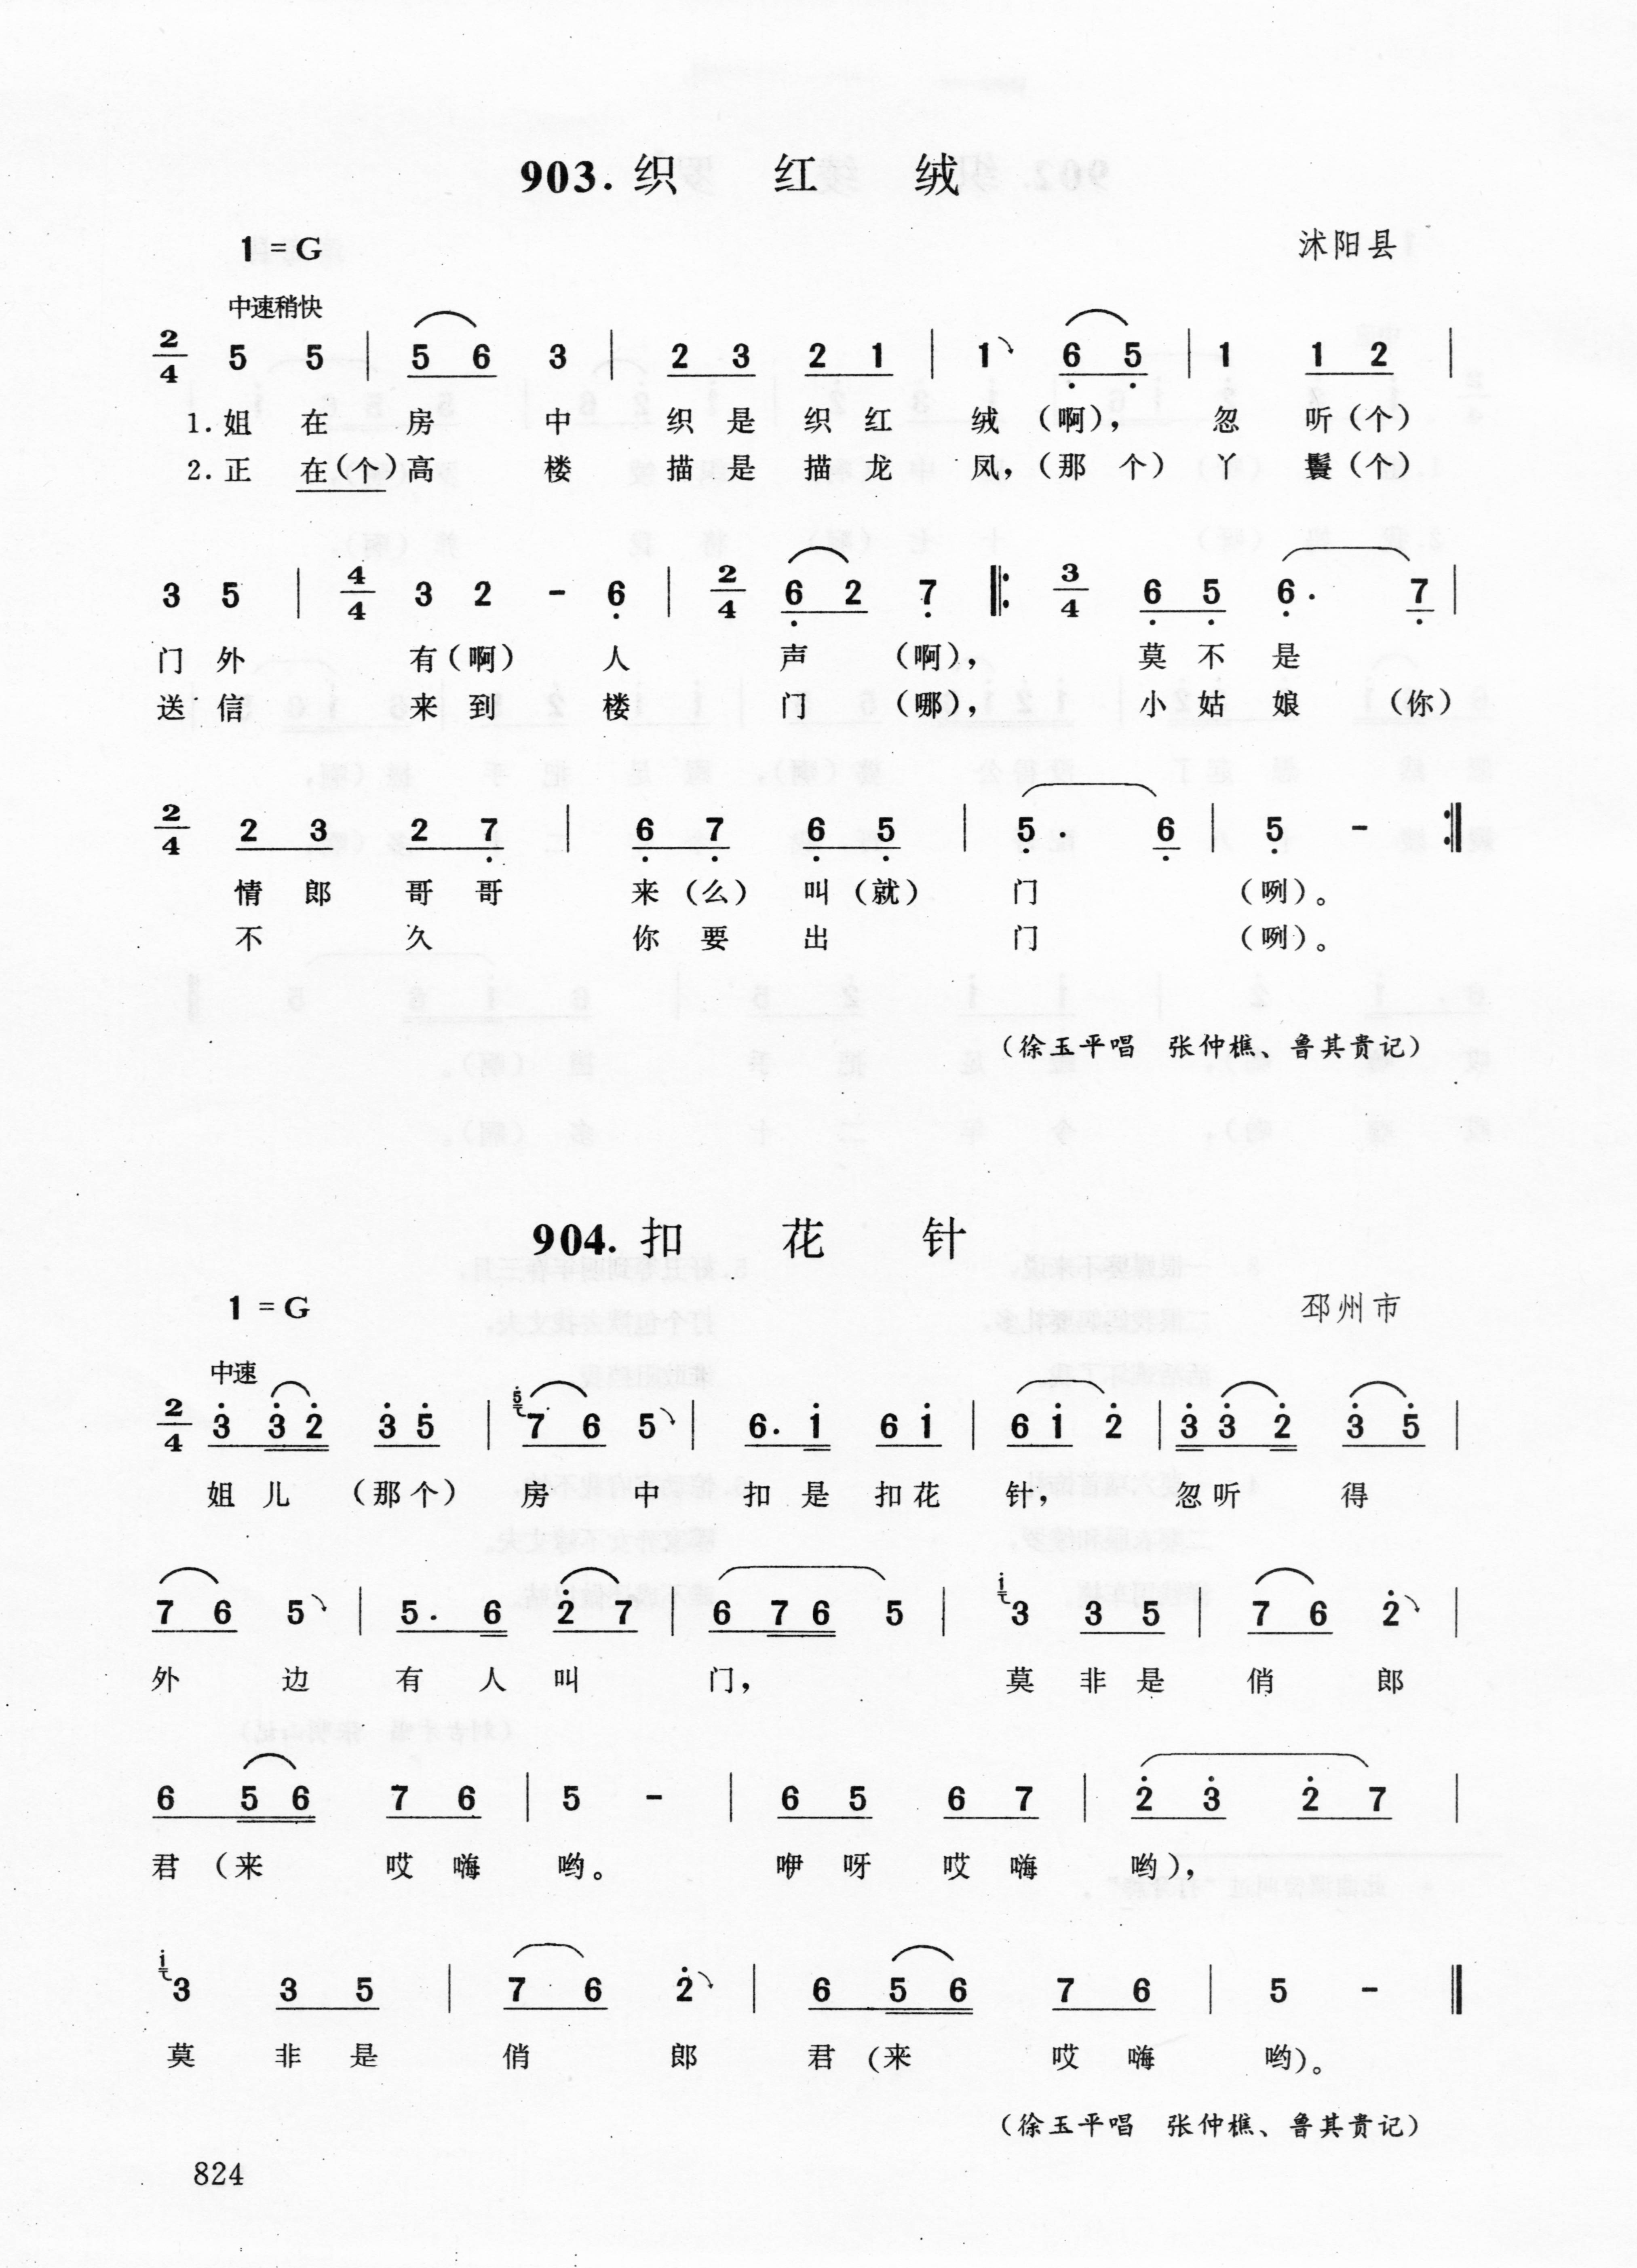 903. 织 红 绒
1 = G 沭阳县
中速稍快
2/4 5 5 | 5 6 3 | 2 3 2 1 | 1 6̣ 5̣ | 1 1 2 |
1. 姐 在 房 中 织 是 织 红 绒 (啊), 忽 听 (个)
2. 正 在 (个) 高 楼 描 是 描 龙 凤, (那 个) 丫 鬟 (个)
3 5 | 4/4 3 2 - 6̣ | 2/4 6̣ 2 7̣ ‖: 3/4 6̣ 5̣ 6̣. 7̣ |
门 外 有 (啊) 人 声 (啊), 莫 不 是
送 信 来 到 楼 门 (哪), 小 姑 娘 (你)
2/4 2 3 2 7̣ | 6̣ 7̣ 6̣ 5̣ | 5̣. 6̣ | 5̣ - :‖
情 郎 哥 哥 来 (么) 叫 (就) 门 (咧)。
不 久 你 要 出 门 (咧)。
(徐玉平唱 张仲樵、鲁其贵记)
904. 扣 花 针
1 = G 邳州市
中速
2/4 3̇ 3̇ 2̇ 3̇ 5̇ | 5̇ 7 6 5 | 6. 1̇ 6 1̇ | 6 1̇ 2̇ | 3̇ 3̇ 2̇ 3̇ 5̇ |
姐 儿 (那 个) 房 中 扣 是 扣 花 针, 忽 听 得
7 6 5 | 5. 6 2̇ 7 | 6 7 6 5 | 1̇ 3 3 5 | 7 6 2̇ |
外 边 有 人 叫 门, 莫 非 是 俏 郎
6 5 6 7 6 | 5 - | 6 5 6 7 | 2̇ 3̇ 2̇ 7 |
君 (来 哎 嗨 哟。 咿 呀 哎 嗨 哟),
1̇ 3 3 5 | 7 6 2̇ | 6 5 6 7 6 | 5 - ‖
莫 非 是 俏 郎 君 (来 哎 嗨 哟)。
(徐玉平唱 张仲樵、鲁其贵记)
824